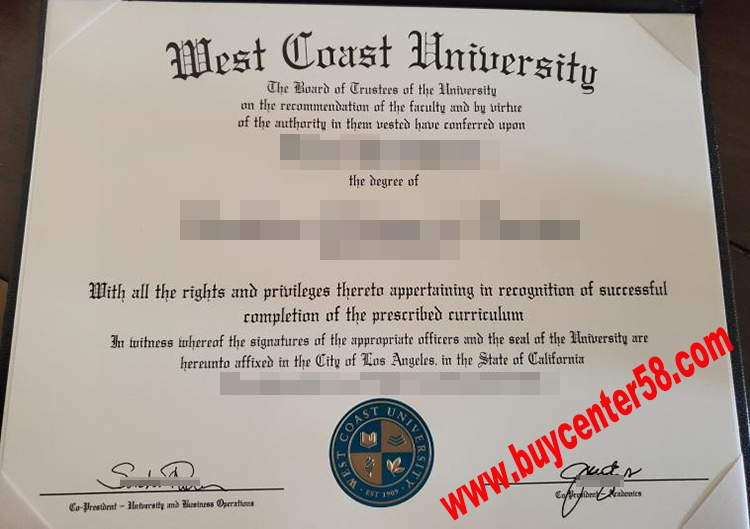 West Coast University
The Board of Trustees of the University
on the recommendation of the faculty and by virtue
of the authority in them vested have conferred upon
the degree of
With all the rights and privileges thereto appertaining in recognition of successful
completion of the prescribed curriculum
In witness whereof the signatures of the appropriate officers and the seal of the University are
hereunto affixed in the City of Los Angeles, in the State of California
WEST COAST UNIVERSITY
EST 1909
Co-President - University and Business Operations
Co-President - Academics
www.buycenter58.com